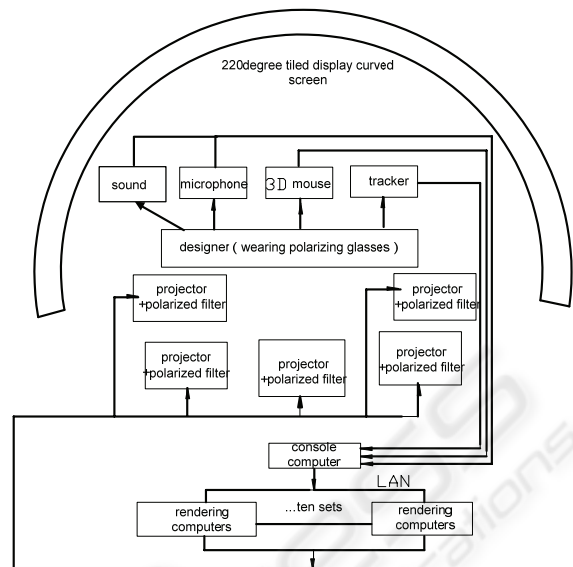 220degree tiled display curved
screen
sound
microphone
3D mouse
tracker
designer ( wearing polarizing glasses )
projector
+polarized filter
projector
+polarized filter
projector
+polarized filter
projector
+polarized filter
projector
+polarized filter
console
computer
LAN
rendering
computers
...ten sets
rendering
computers